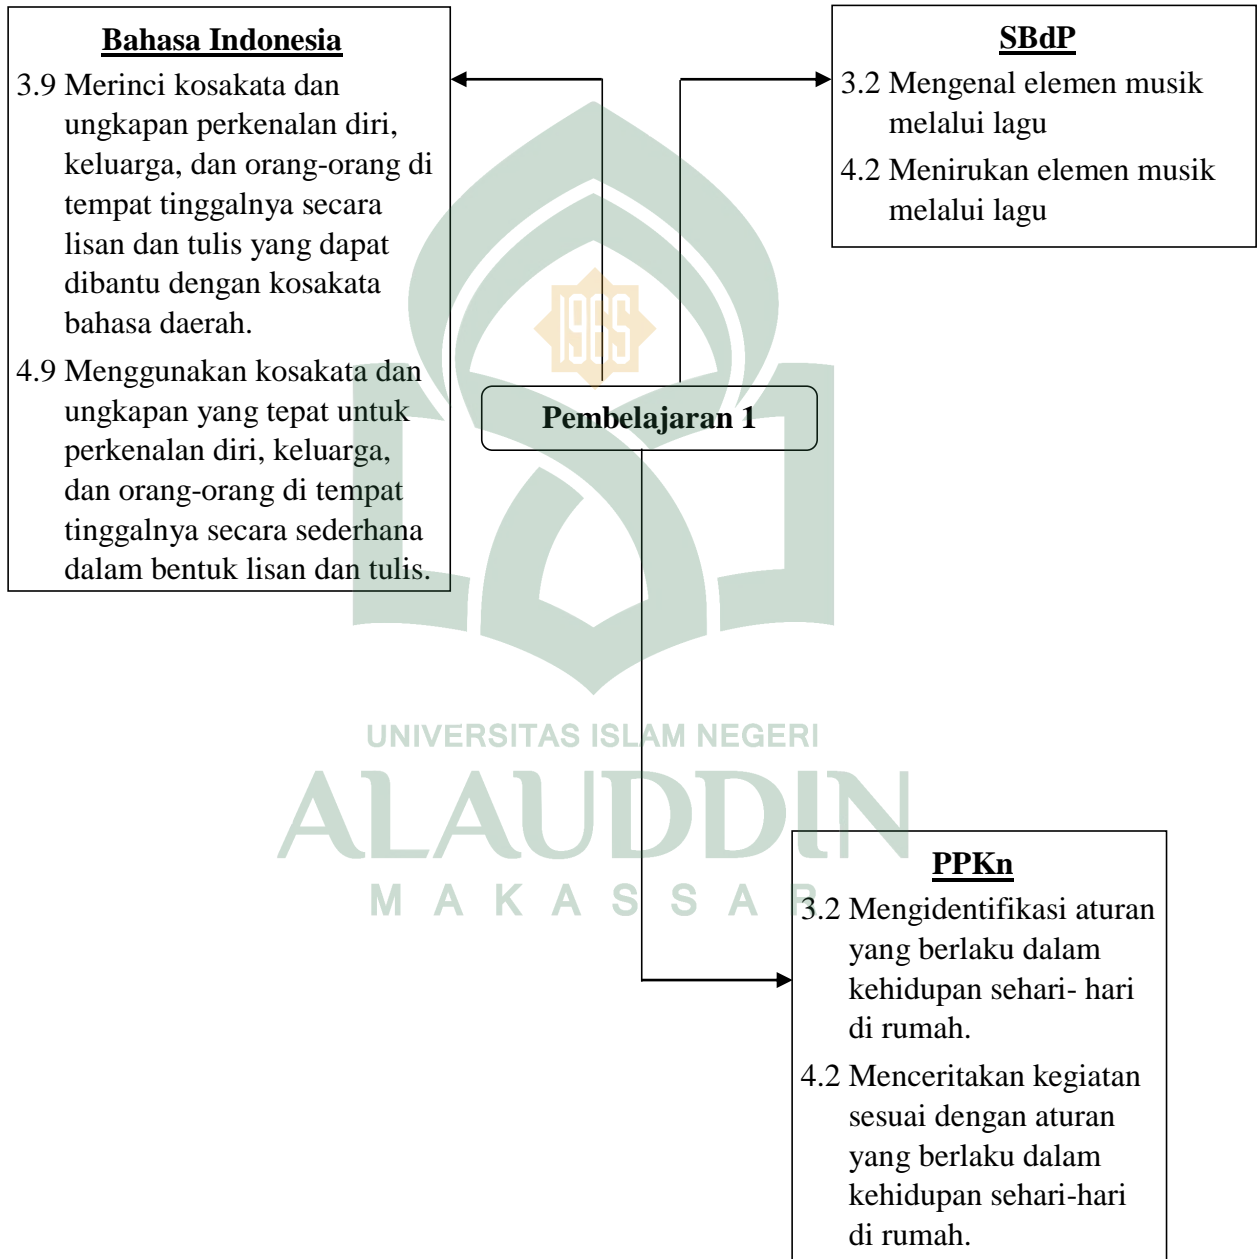 Bahasa Indonesia
3.9 Merinci kosakata dan
ungkapan perkenalan diri,
keluarga, dan orang-orang di
tempat tinggalnya secara
lisan dan tulis yang dapat
dibantu dengan kosakata
bahasa daerah.
4.9 Menggunakan kosakata dan
ungkapan yang tepat untuk
perkenalan diri, keluarga,
dan orang-orang di tempat
tinggalnya secara sederhana
dalam bentuk lisan dan tulis.
SBdP
3.2 Mengenal elemen musik
melalui lagu
4.2 Menirukan elemen musik
melalui lagu
1965
Pembelajaran 1
UNIVERSITAS ISLAM NEGERI
ALAUDDIN
MAKASSAR
PPKn
3.2 Mengidentifikasi aturan
yang berlaku dalam
kehidupan sehari- hari
di rumah.
4.2 Menceritakan kegiatan
sesuai dengan aturan
yang berlaku dalam
kehidupan sehari-hari
di rumah.